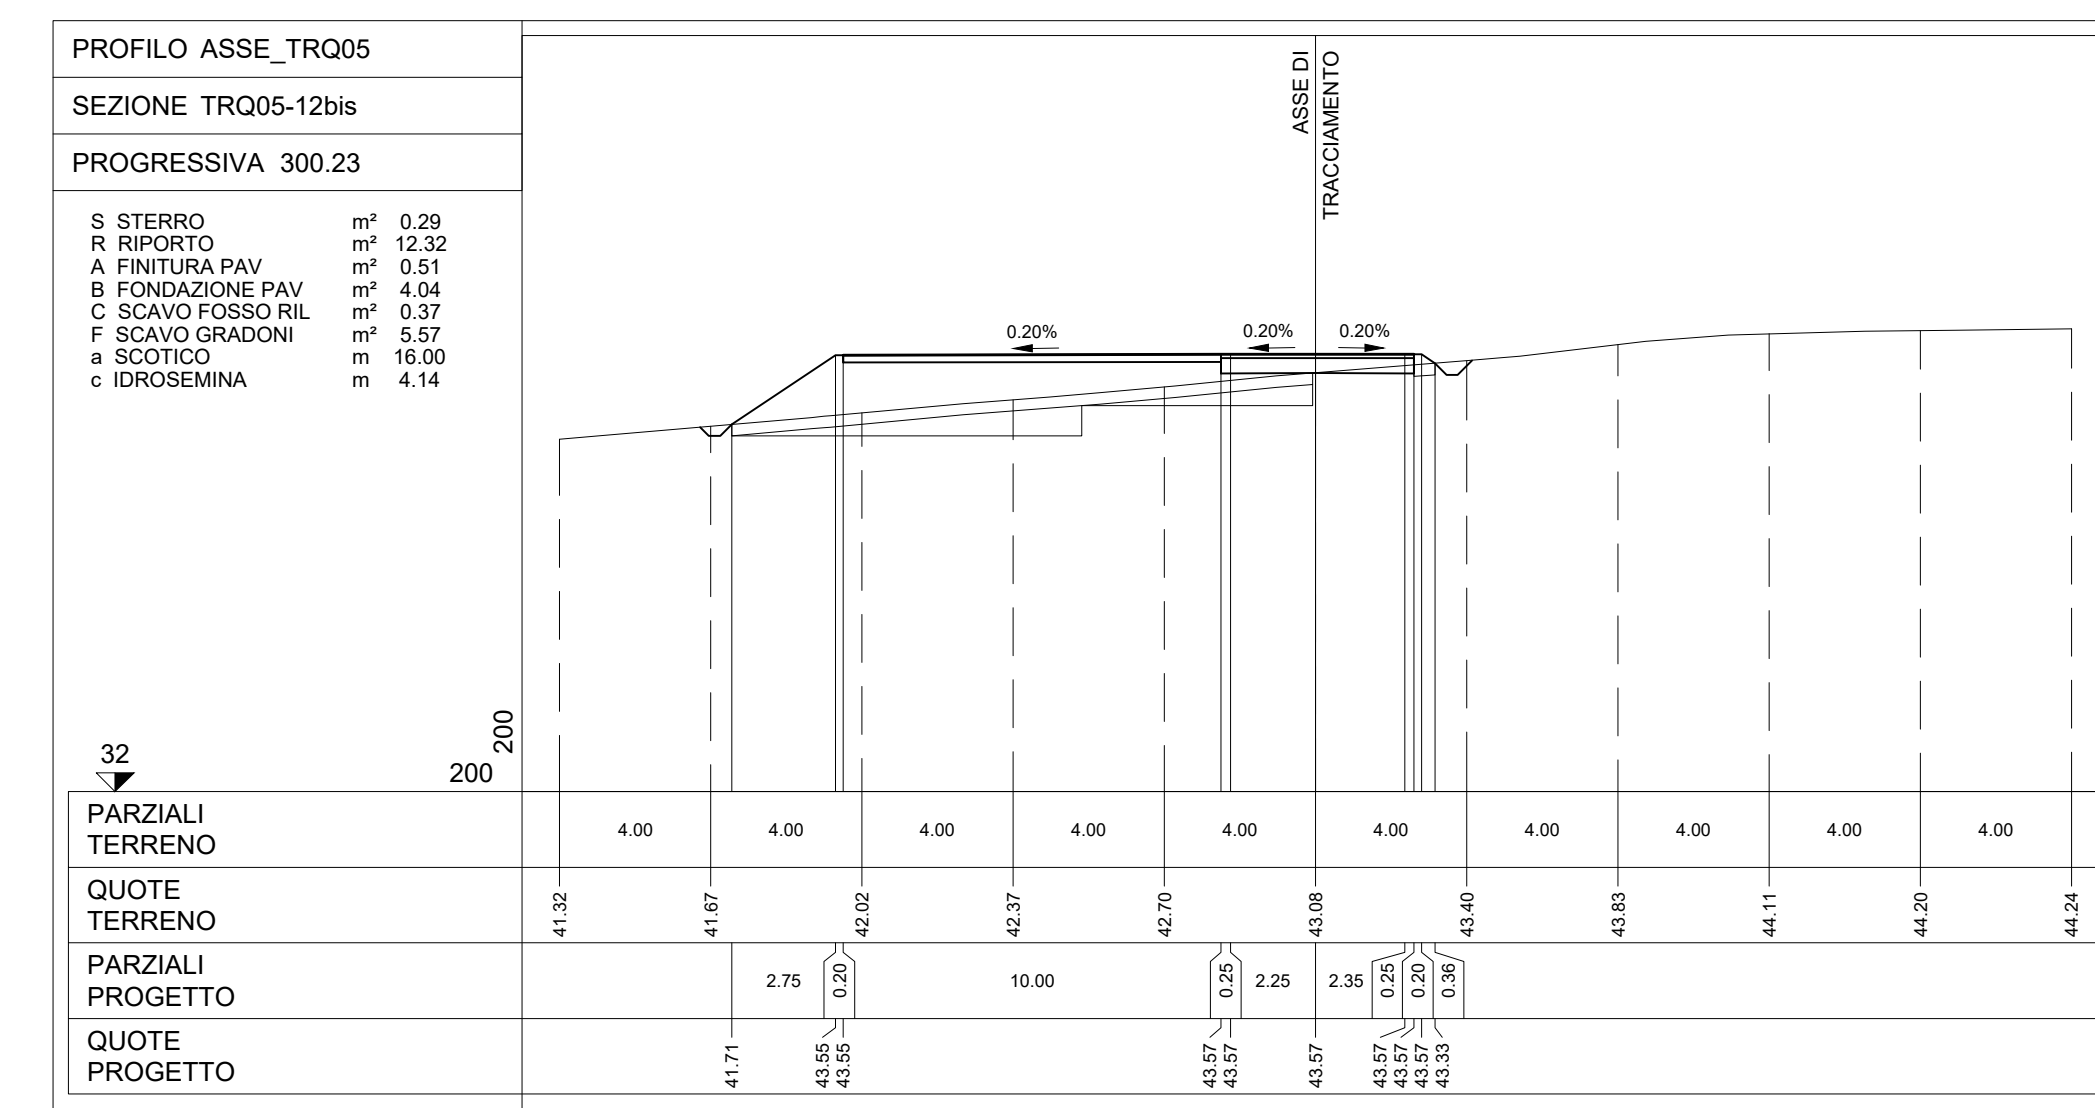 PROFILO ASSE_TRQ05
SEZIONE TRQ05-12bis
PROGRESSIVA 300.23
S STERRO m² 0.29
R RIPORTO m² 12.32
A FINITURA PAV m² 0.51
B FONDAZIONE PAV m² 4.04
C SCAVO FOSSO RIL m² 0.37
F SCAVO GRADONI m² 5.57
a SCOTICO m 16.00
c IDROSEMINA m 4.14
ASSE DI
TRACCIAMENTO
0.20% 0.20% 0.20%
32
200
200
PARZIALI
TERRENO
4.00 4.00 4.00 4.00 4.00 4.00 4.00 4.00 4.00 4.00
QUOTE
TERRENO
41.32 41.67 42.02 42.37 42.70 43.08 43.40 43.83 44.11 44.20 44.24
PARZIALI
PROGETTO
2.75 0.20 10.00 0.25 2.25 2.35 0.25 0.20 0.36
QUOTE
PROGETTO
41.71 43.55 43.55 43.57 43.57 43.57 43.57 43.57 43.57 43.33